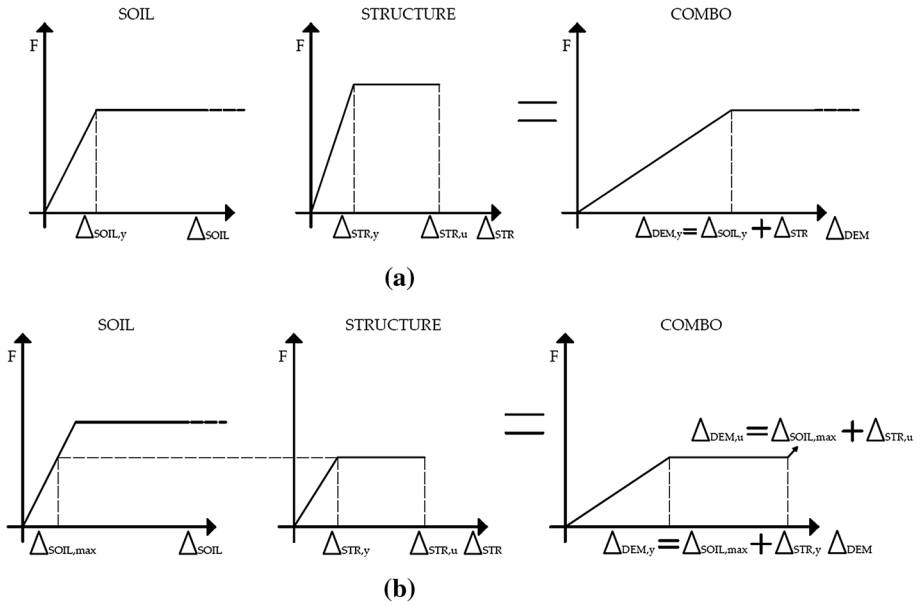 SOIL STRUCTURE COMBO
F F F
ΔSOIL,y ΔSOIL ΔSTR,y ΔSTR,u ΔSTR ΔDEM,y = ΔSOIL,y + ΔSTR ΔDEM
(a)
SOIL STRUCTURE COMBO
F F F
ΔDEM,u = ΔSOIL,max + ΔSTR,u
ΔSOIL,max ΔSOIL ΔSTR,y ΔSTR,u ΔSTR ΔDEM,y = ΔSOIL,max + ΔSTR,y ΔDEM
(b)